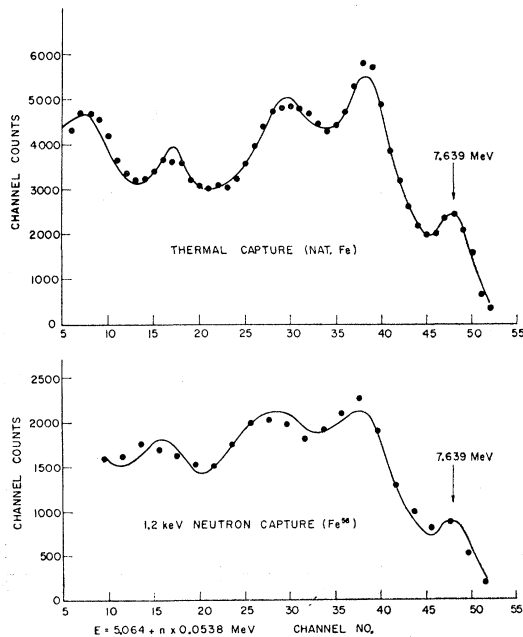 6000
5000
4000
3000
2000
1000
0
CHANNEL COUNTS
7.639 MeV
THERMAL CAPTURE (NAT. Fe)
5 10 15 20 25 30 35 40 45 50 55
2500
2000
1500
1000
500
0
CHANNEL COUNTS
7.639 MeV
1.2 keV NEUTRON CAPTURE (Fe⁵⁶)
5 10 15 20 25 30 35 40 45 50 55
E = 5.064 + n x 0.0538 MeV CHANNEL NO.